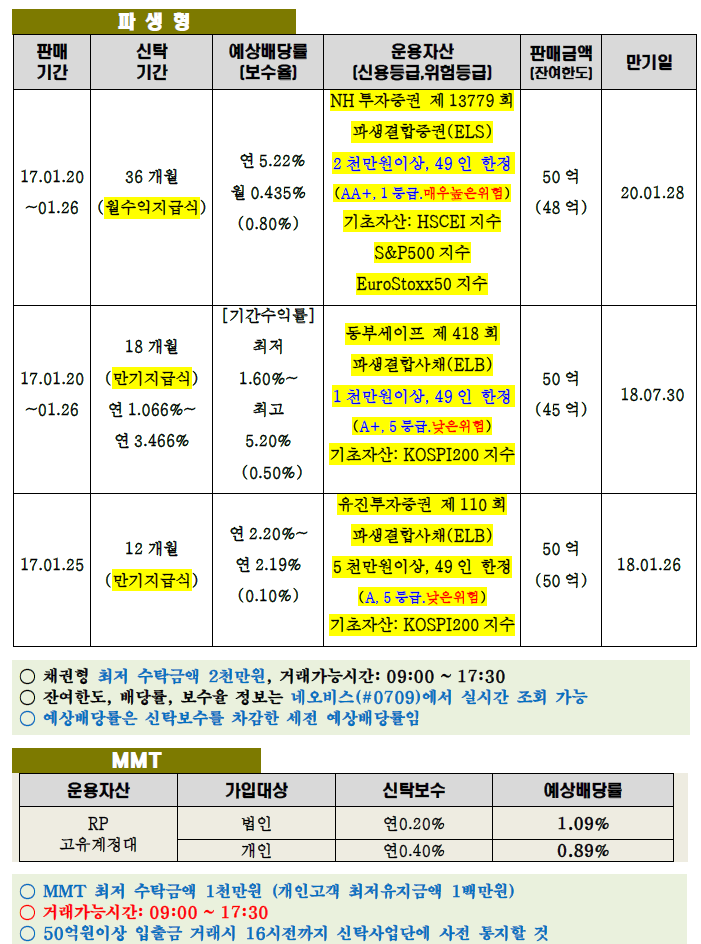 파 생 형
판매 기간 신탁 기간 예상배당률 (보수율) 운용자산 (신용등급,위험등급) 판매금액 (잔여한도) 만기일
17.01.20
~01.26
36 개월
(월수익지급식)
연 5.22%
월 0.435%
(0.80%)
NH 투자증권 제 13779 회
파생결합증권(ELS)
2 천만원이상, 49 인 한정
(AA+, 1 등급.매우높은위험)
기초자산: HSCEI 지수
S&P500 지수
EuroStoxx50 지수
50 억
(48 억)
20.01.28
17.01.20
~01.26
18 개월
(만기지급식)
연 1.066%~
연 3.466%
[기간수익률]
최저
1.60%~
최고
5.20%
(0.50%)
동부세이프 제 418 회
파생결합사채(ELB)
1 천만원이상, 49 인 한정
(A+, 5 등급.낮은위험)
기초자산: KOSPI200 지수
50 억
(45 억)
18.07.30
17.01.25
12 개월
(만기지급식)
연 2.20%~
연 2.19%
(0.10%)
유진투자증권 제 110 회
파생결합사채(ELB)
5 천만원이상, 49 인 한정
(A, 5 등급.낮은위험)
기초자산: KOSPI200 지수
50 억
(50 억)
18.01.26
○ 채권형 최저 수탁금액 2천만원, 거래가능시간: 09:00 ~ 17:30
○ 잔여한도, 배당률, 보수율 정보는 네오비스(#0709)에서 실시간 조회 가능
○ 예상배당률은 신탁보수를 차감한 세전 예상배당률임
MMT
운용자산 가입대상 신탁보수 예상배당률
RP
고유계정대
법인 연0.20% 1.09%
개인 연0.40% 0.89%
○ MMT 최저 수탁금액 1천만원 (개인고객 최저유지금액 1백만원)
○ 거래가능시간: 09:00 ~ 17:30
○ 50억원이상 입출금 거래시 16시전까지 신탁사업단에 사전 통지할 것